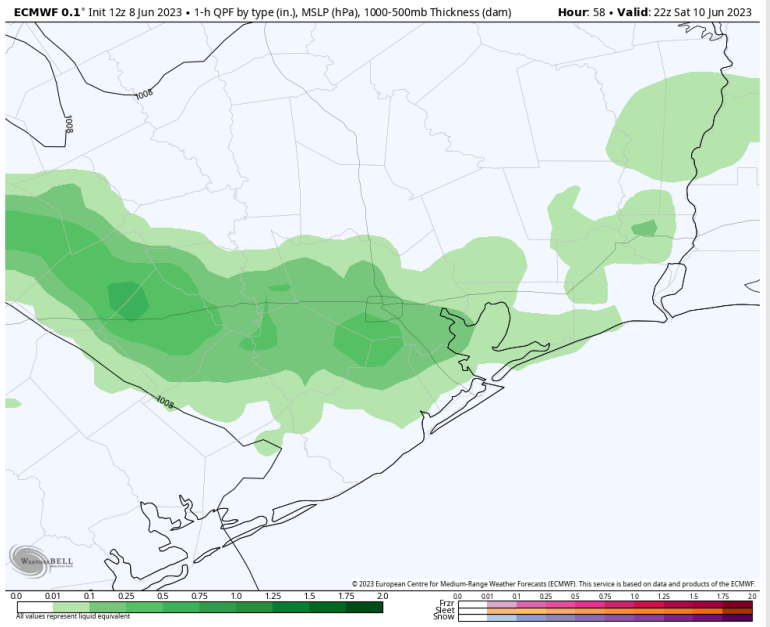 ECMWF 0.1° Init 12z 8 Jun 2023 • 1-h QPF by type (in.), MSLP (hPa), 1000-500mb Thickness (dam)
Hour: 58 • Valid: 22z Sat 10 Jun 2023
1008
1008
1008
WEATHERBELL
© 2023 European Centre for Medium-Range Weather Forecasts (ECMWF). This service is based on data and products of the ECMWF.
0.0 0.01 0.1 0.25 0.5 0.75 1.0 1.25 1.5 1.75 2.0
All values represent liquid equivalent
0.0 0.01 0.1 0.25 0.5 0.75 1.0 1.25 1.5 1.75 2.0
Frzr
Sleet
Snow